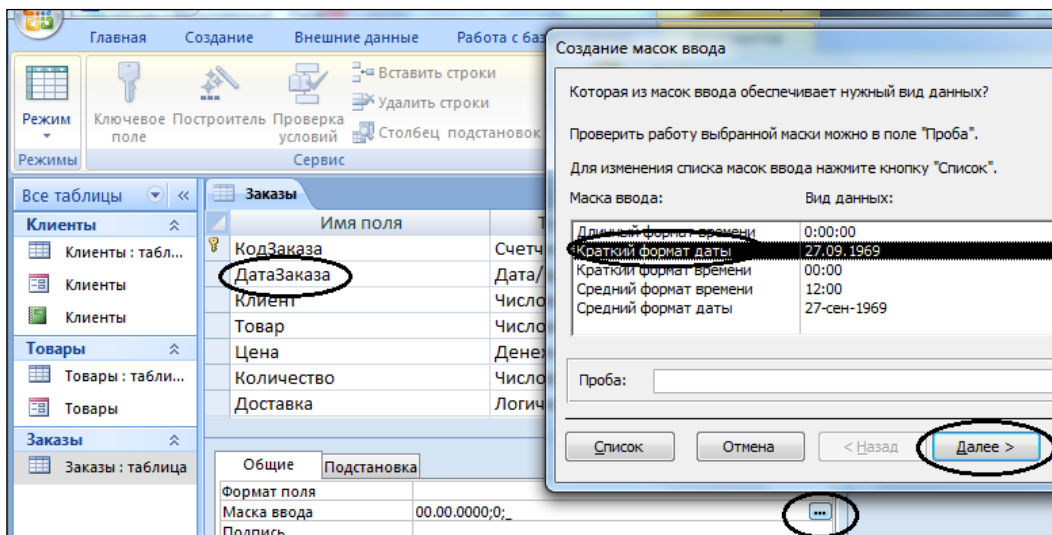 Главная Создание Внешние данные Работа с баз
Режим
Ключевое поле
Построитель
Проверка условий
Вставить строки
Удалить строки
Столбец подстановок
Режимы
Сервис
Все таблицы
Клиенты
Клиенты : табл...
Клиенты
Клиенты
Товары
Товары : табли...
Товары
Заказы
Заказы : таблица
Заказы
Имя поля Т
КодЗаказа Счетч
ДатаЗаказа Дата/
Клиент Число
Товар Число
Цена Денеж
Количество Число
Доставка Логич
Общие Подстановка
Формат поля
Маска ввода 00.00.0000;0;_
Подпись
Создание масок ввода
Которая из масок ввода обеспечивает нужный вид данных?
Проверить работу выбранной маски можно в поле "Проба".
Для изменения списка масок ввода нажмите кнопку "Список".
Маска ввода: Вид данных:
Длинный формат времени 0:00:00
Краткий формат даты 27.09.1969
Краткий формат времени 00:00
Средний формат времени 12:00
Средний формат даты 27-сен-1969
Проба:
Список Отмена < Назад Далее >